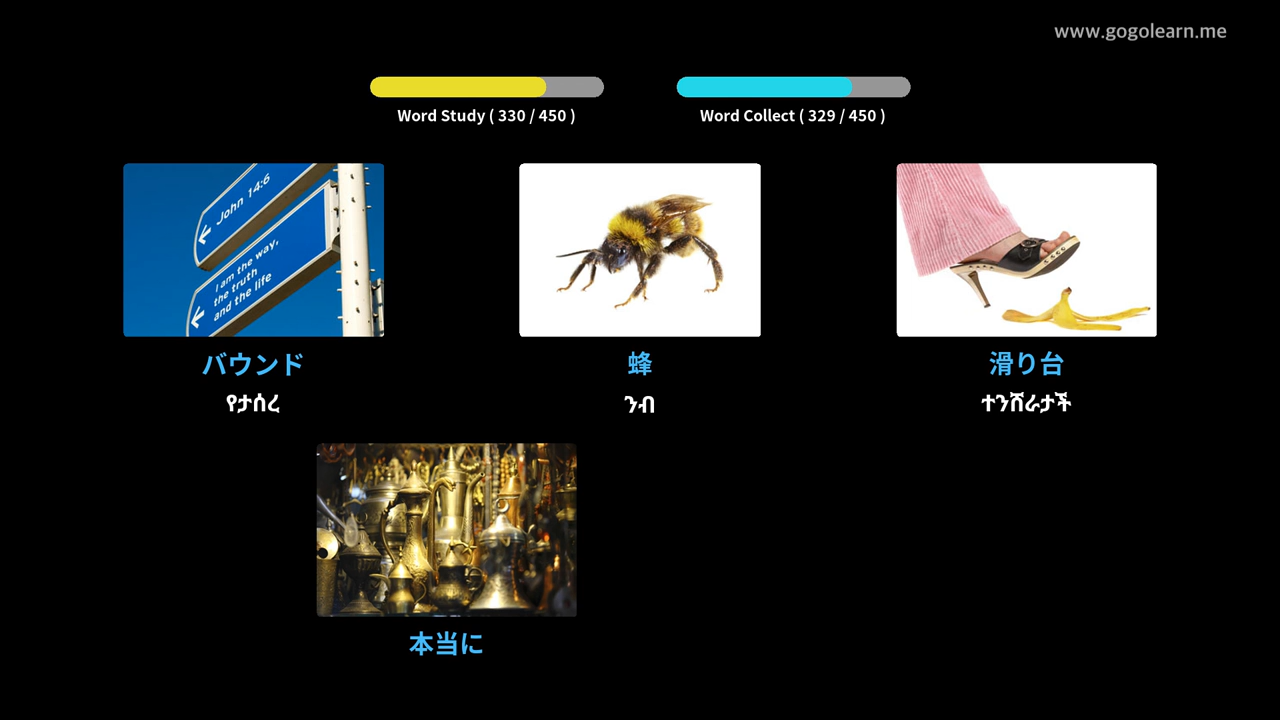 www.gogolearn.me
Word Study ( 330 / 450 )
Word Collect ( 329 / 450 )
John 14:6
I am the way,
the truth
and the life
バウンド
蜂
滑り台
የታሰረ
ንብ
ተንሸራታች
本当に